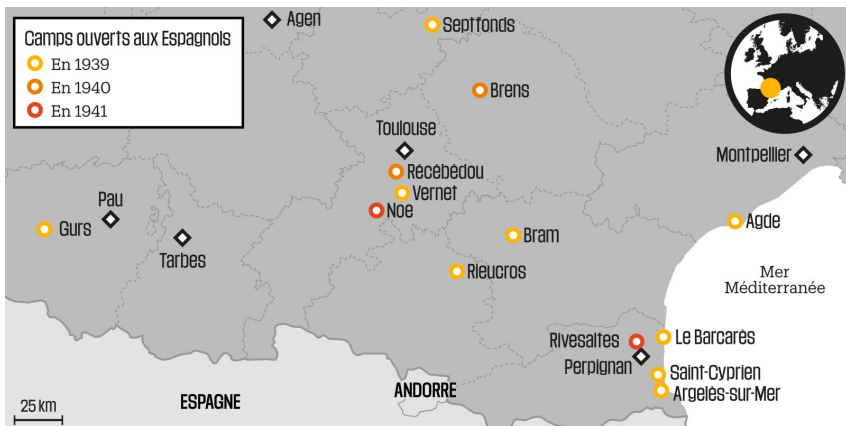 Camps ouverts aux Espagnols
En 1939
En 1940
En 1941
Agen
Septfonds
Brens
Toulouse
Montpellier
Récébédou
Vernet
Pau
Noe
Gurs
Agde
Bram
Tarbes
Rieucros
Mer
Méditerranée
Rivesaltes
Le Barcarès
Perpignan
Saint-Cyprien
ANDORRE
Argelès-sur-Mer
ESPAGNE
25 km